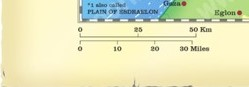 *1 also called
Gaza
PLAIN OF ESDRAELON
Eglon
0 25 50 Km
0 10 20 30 Miles